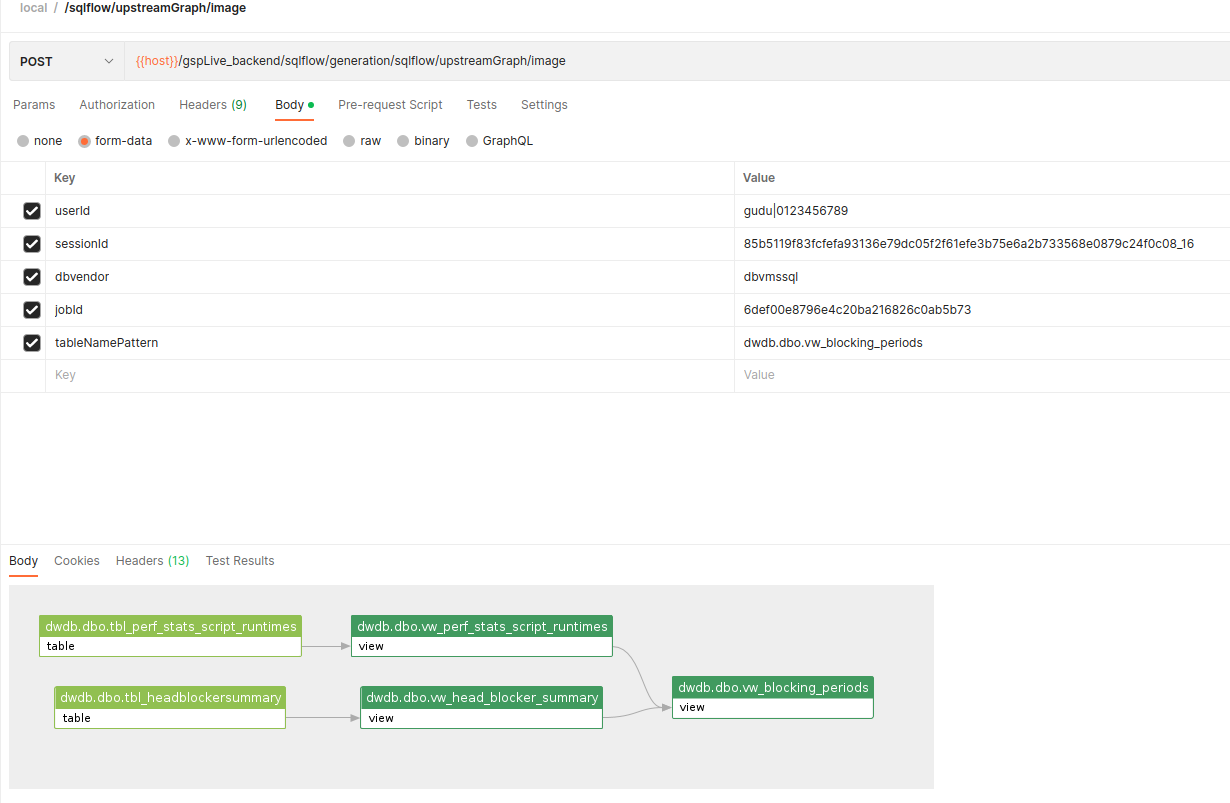 local / /sqlflow/upstreamGraph/image
POST {{host}}/gspLive_backend/sqlflow/generation/sqlflow/upstreamGraph/image
Params Authorization Headers (9) Body Pre-request Script Tests Settings
none form-data x-www-form-urlencoded raw binary GraphQL
Key Value
userId gudu|0123456789
sessionId 85b5119f83fcfefa93136e79dc05f2f61efe3b75e6a2b733568e0879c24f0c08_16
dbvendor dbvmssql
jobId 6def00e8796e4c20ba216826c0ab5b73
tableNamePattern dwdb.dbo.vw_blocking_periods
Key Value
Body Cookies Headers (13) Test Results
dwdb.dbo.tbl_perf_stats_script_runtimes dwdb.dbo.vw_perf_stats_script_runtimes
table view
dwdb.dbo.tbl_headblockersummary dwdb.dbo.vw_head_blocker_summary dwdb.dbo.vw_blocking_periods
table view view